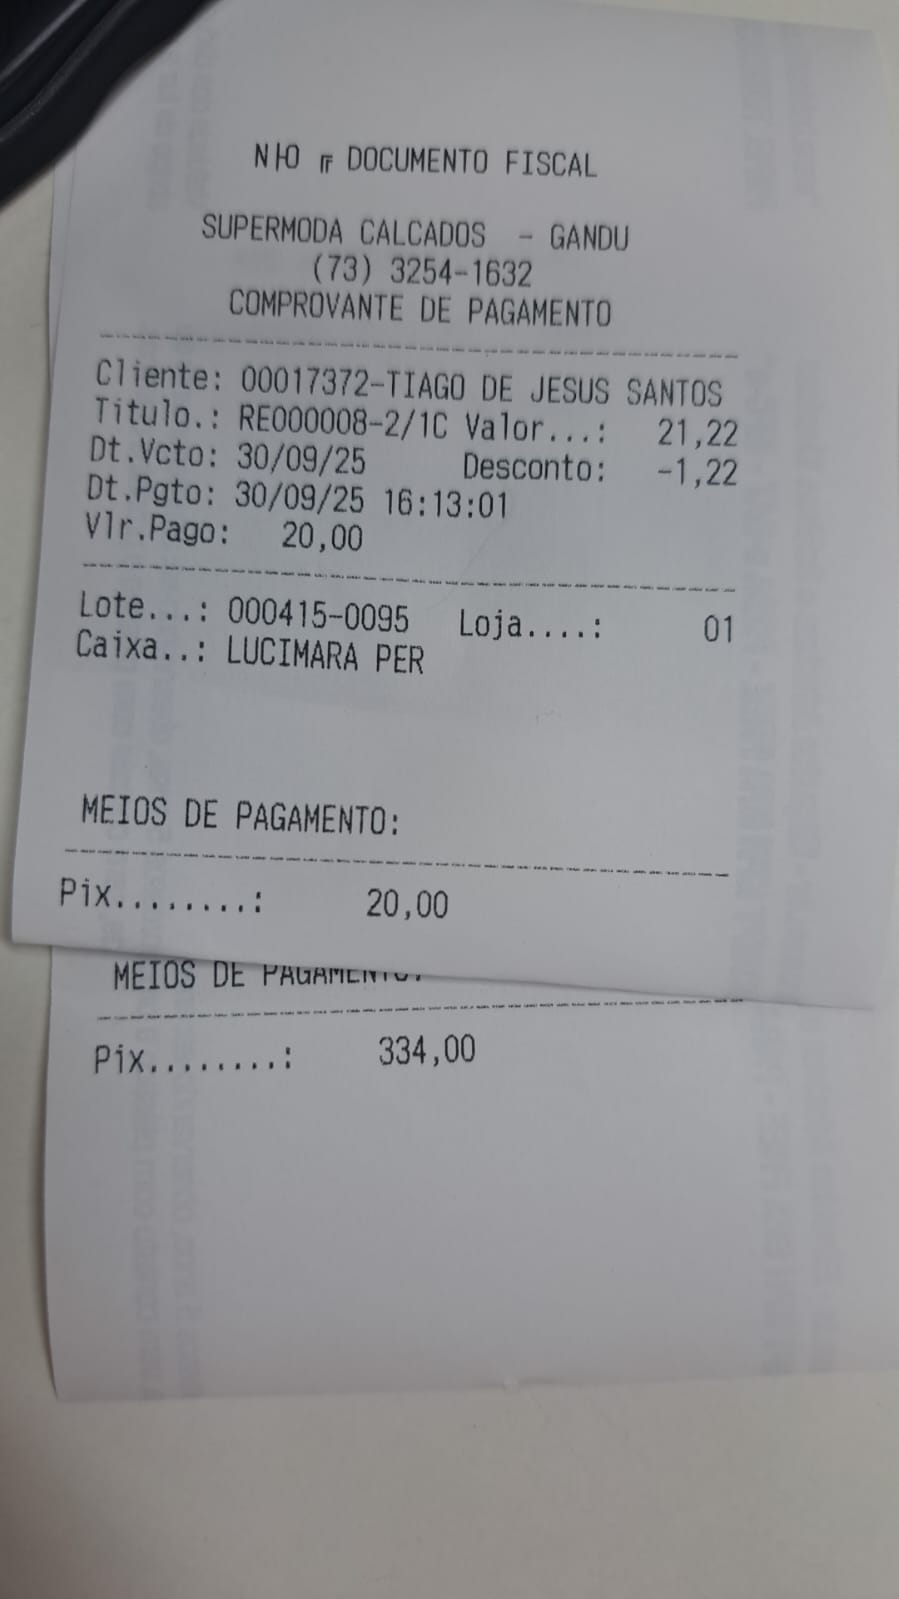 DOCUMENTO FISCAL
SUPERMODA CALCADOS - GANDU
(73) 3254-1632
COMPROVANTE DE PAGAMENTO
Cliente: 00017372-TIAGO DE JESUS SANTOS
Titulo.: RE000008-2/1C Valor...: 21,22
Dt.Vcto: 30/09/25 Desconto: -1,22
Dt.Pgto: 30/09/25 16:13:01
Vlr.Pago: 20,00
Lote...: 000415-0095 Loja....: 01
Caixa..: LUCIMARA PER
MEIOS DE PAGAMENTO:
Pix........: 20,00
MEIOS DE PAGAMENTO:
Pix........: 334,00